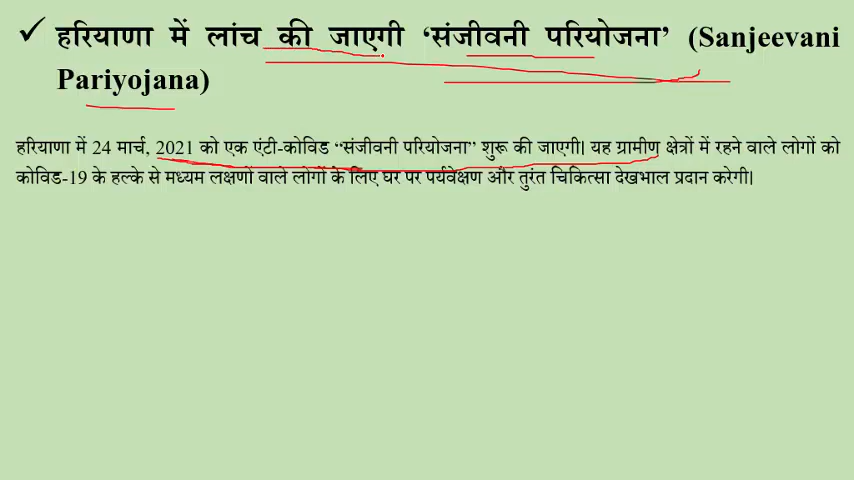 ✓ हरियाणा में लांच की जाएगी ‘संजीवनी परियोजना’ (Sanjeevani
Pariyojana)
हरियाणा में 24 मार्च, 2021 को एक एंटी-कोविड “संजीवनी परियोजना” शुरू की जाएगी। यह ग्रामीण क्षेत्रों में रहने वाले लोगों को
कोविड-19 के हल्के से मध्यम लक्षणों वाले लोगों के लिए घर पर पर्यवेक्षण और तुरंत चिकित्सा देखभाल प्रदान करेगी।